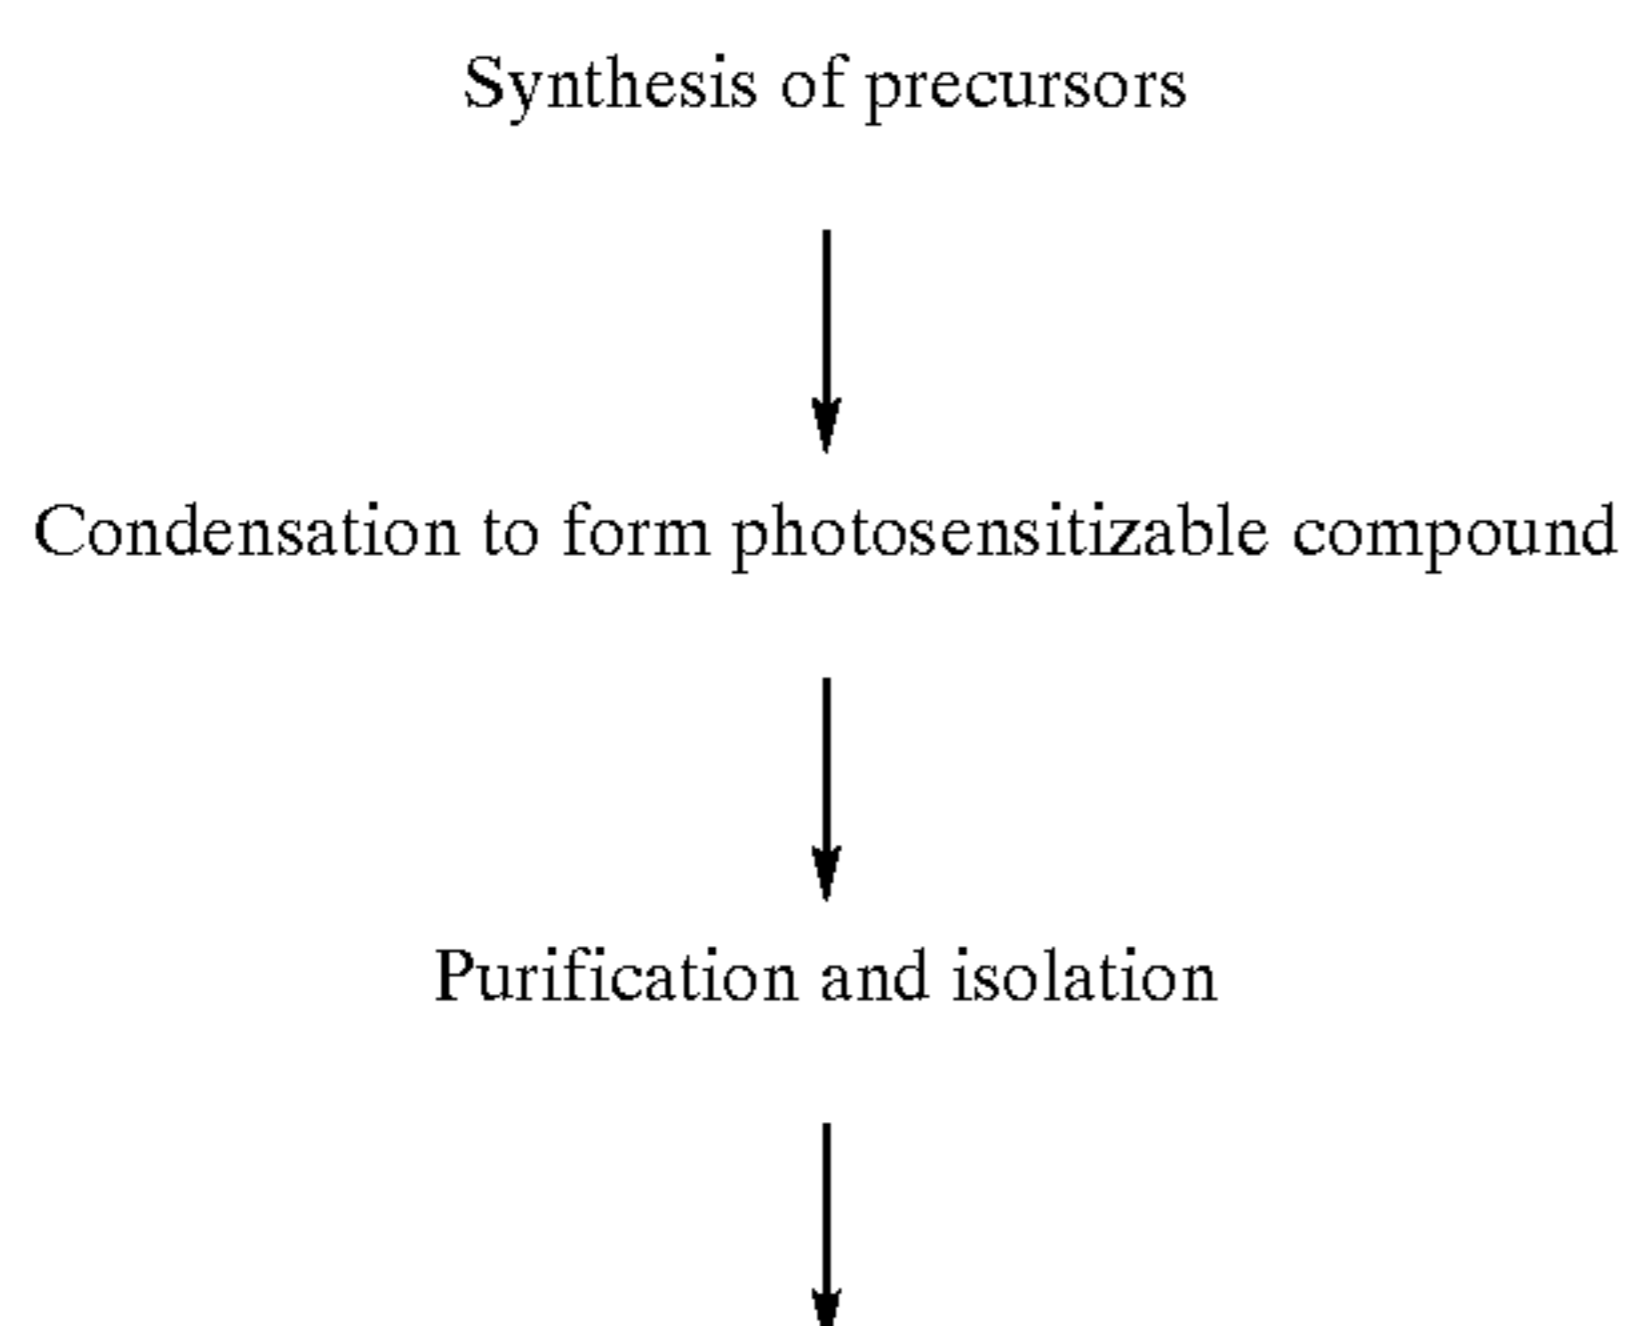 Synthesis of precursors
Condensation to form photosensitizable compound
Purification and isolation